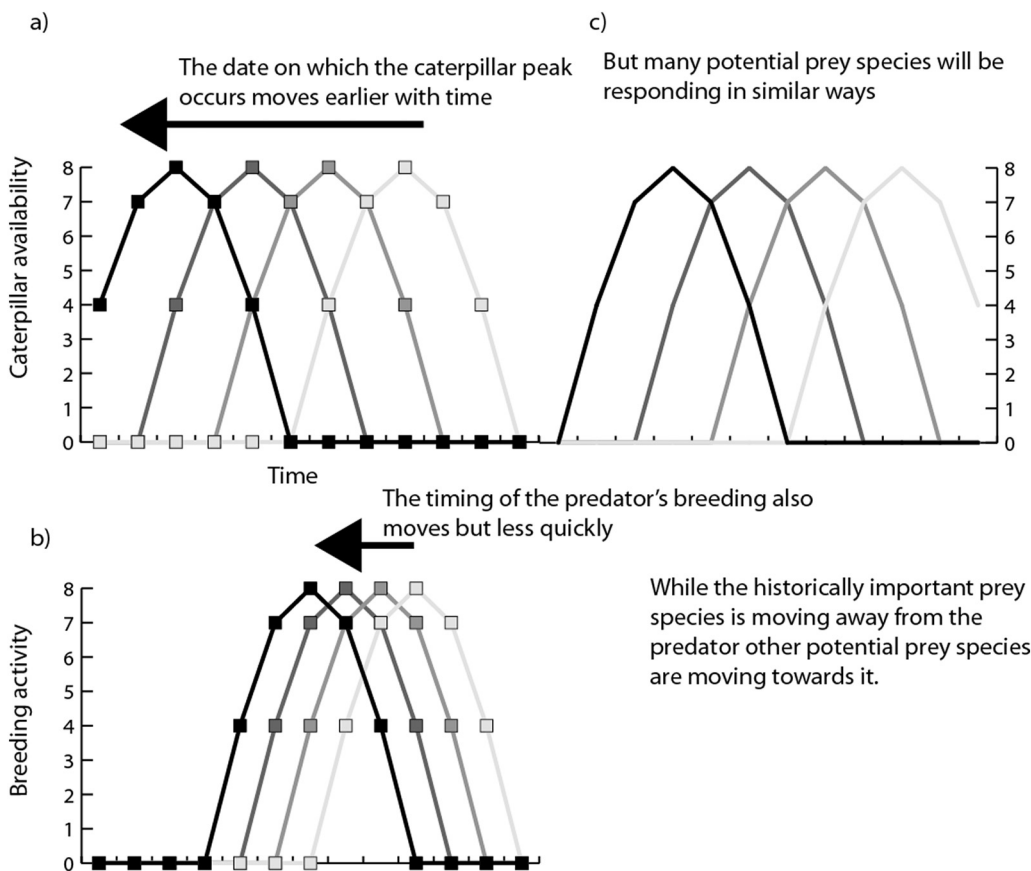 a)
The date on which the caterpillar peak
occurs moves earlier with time
Caterpillar availability
8
7
6
5
4
3
2
1
0
Time
c)
But many potential prey species will be
responding in similar ways
8
7
6
5
4
3
2
1
0
b)
The timing of the predator's breeding also
moves but less quickly
Breeding activity
8
7
6
5
4
3
2
1
0
While the historically important prey
species is moving away from the
predator other potential prey species
are moving towards it.